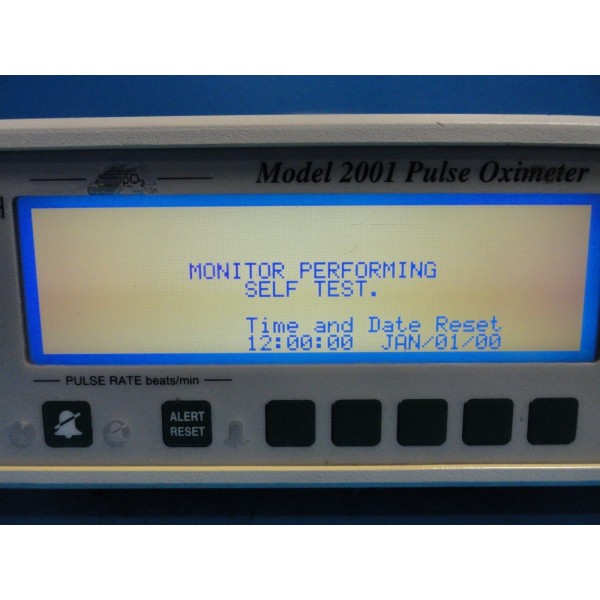 pO2
Model 2001 Pulse Oximeter
MONITOR PERFORMING
SELF TEST.
Time and Date Reset
12:00:00 JAN/01/00
PULSE RATE beats/min
ALERT
RESET